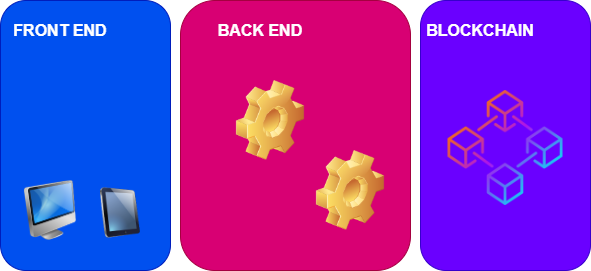 FRONT END
BACK END
BLOCKCHAIN